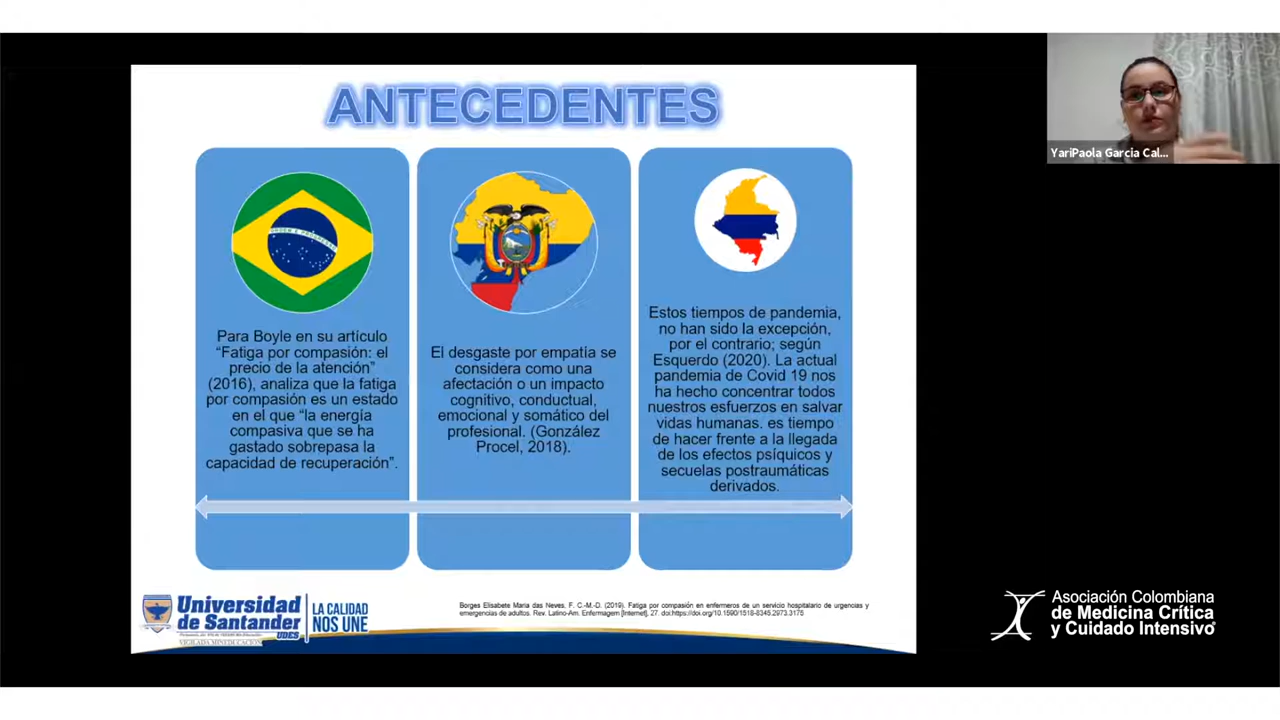 ANTECEDENTES
YariPaola Garcia Cal...
ORDEM E PROGRESSO
Para Boyle en su artículo
“Fatiga por compasión: el
precio de la atención”
(2016), analiza que la fatiga
por compasión es un estado
en el que “la energía
compasiva que se ha
gastado sobrepasa la
capacidad de recuperación”.
El desgaste por empatía se
considera como una
afectación o un impacto
cognitivo, conductual,
emocional y somático del
profesional. (González
Procel, 2018).
Estos tiempos de pandemia,
no han sido la excepción,
por el contrario; según
Esquerdo (2020). La actual
pandemia de Covid 19 nos
ha hecho concentrar todos
nuestros esfuerzos en salvar
vidas humanas. es tiempo
de hacer frente a la llegada
de los efectos psíquicos y
secuelas postraumáticas
derivados.
Universidad
de Santander
UDES
VIGILADA MINEDUCACIÓN
LA CALIDAD
NOS UNE
Borges Elisabete Maria das Neves, F. C.-M.-D. (2019). Fatiga por compasión en enfermeros de un servicio hospitalario de urgencias y
emergencias de adultos. Rev. Latino-Am. Enfermagem [Internet], 27. doi:https://doi.org/10.1590/1518-8345.2973.3175
Asociación Colombiana
de Medicina Crítica
y Cuidado Intensivo